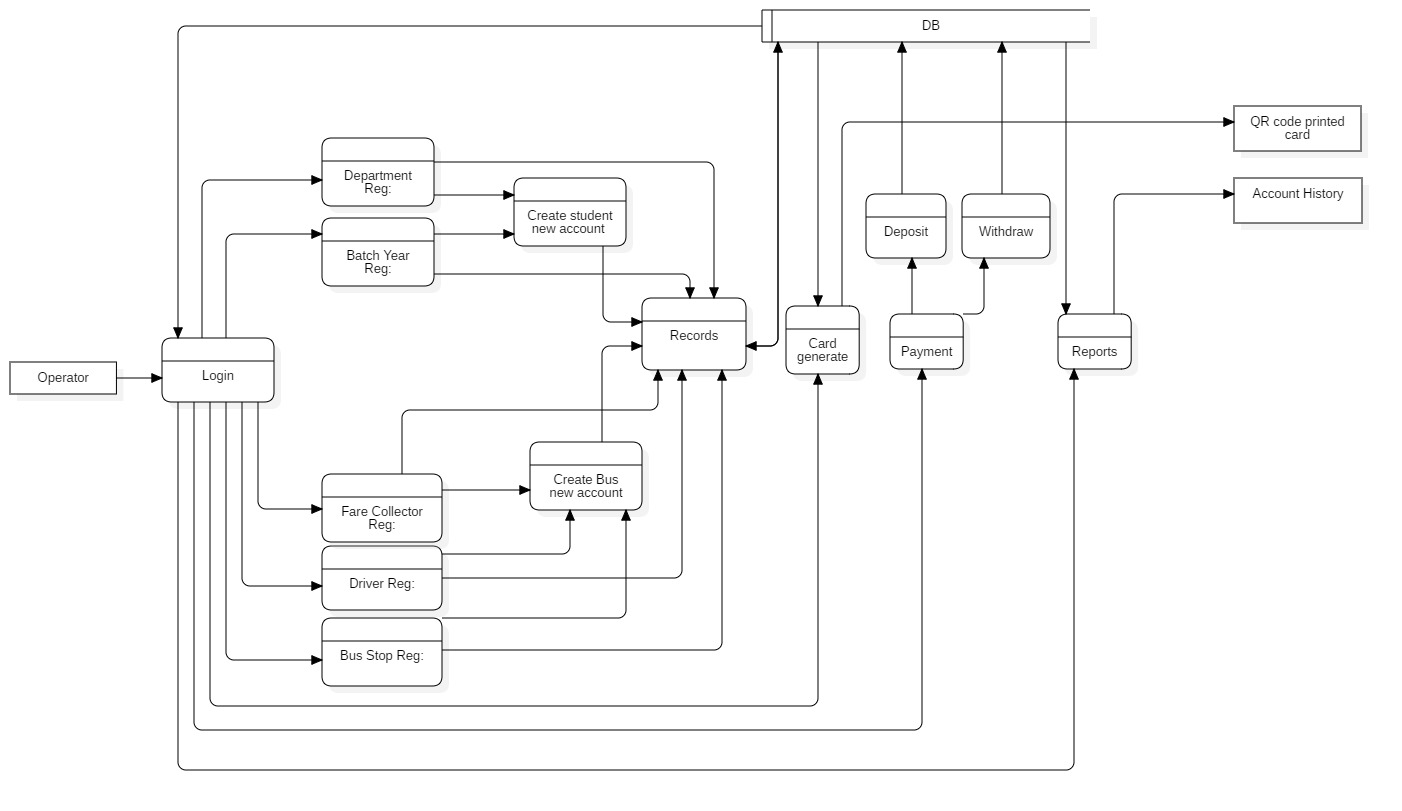 DB
QR code printed
card
Department
Reg:
Account History
Create student
new account
Deposit
Withdraw
Batch Year
Reg:
Records
Card
generate
Payment
Reports
Operator
Login
Create Bus
new account
Fare Collector
Reg:
Driver Reg:
Bus Stop Reg: